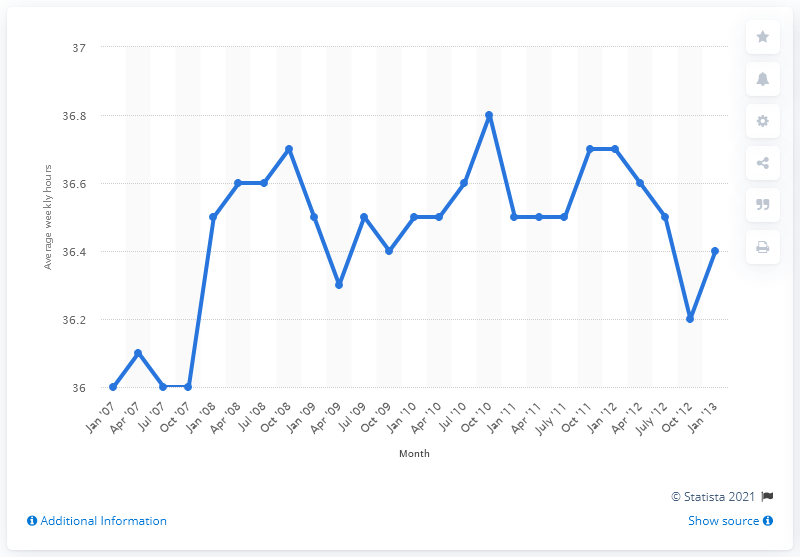 37
36.8
36.6
36.4
36.2
36
Average weekly hours
Jan '07
Apr '07
Jul '07
Oct '07
Jan '08
Apr '08
Jul '08
Oct '08
Jan '09
Apr '09
Jul '09
Oct '09
Jan '10
Apr '10
Jul '10
Oct '10
Jan '11
Apr '11
July '11
Oct '11
Jan '12
Apr '12
July '12
Oct '12
Jan '13
Month
© Statista 2021
Additional Information
Show source